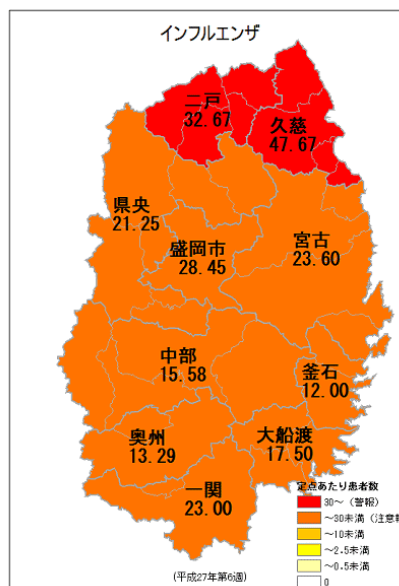 インフルエンザ
二戸
32.67
久慈
47.67
県央
21.25
盛岡市
28.45
宮古
23.60
中部
15.58
釜石
12.00
奥州
13.29
大船渡
17.50
一関
23.00
定点あたり患者数
30～（警報）
～30未満（注意報
～10未満
～2.5未満
～0.5未満
0
(平成27年第6週)